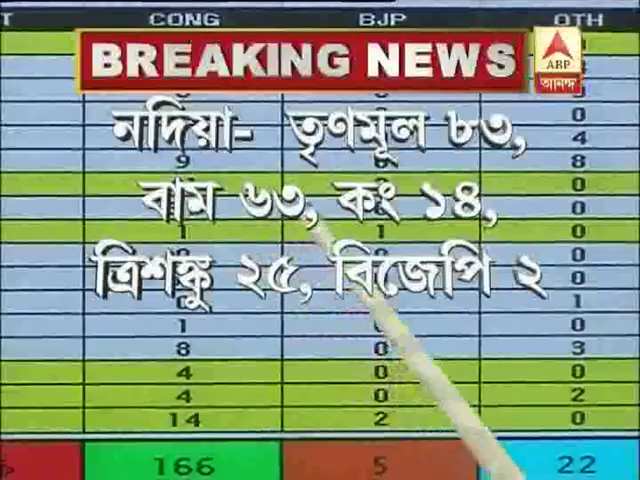 T CONG BJP OTH
BREAKING NEWS
ABP
আনন্দ
নদিয়া- তৃণমূল ৮৩,
বাম ৬৩, কং ১৪,
ত্রিশঙ্কু ২৫, বিজেপি ২
0
4
9 8
0
0
1 1 0
0
0
1
1 0
8 0 3
4 0 0
4 0 2
14 2 0
166 5 22